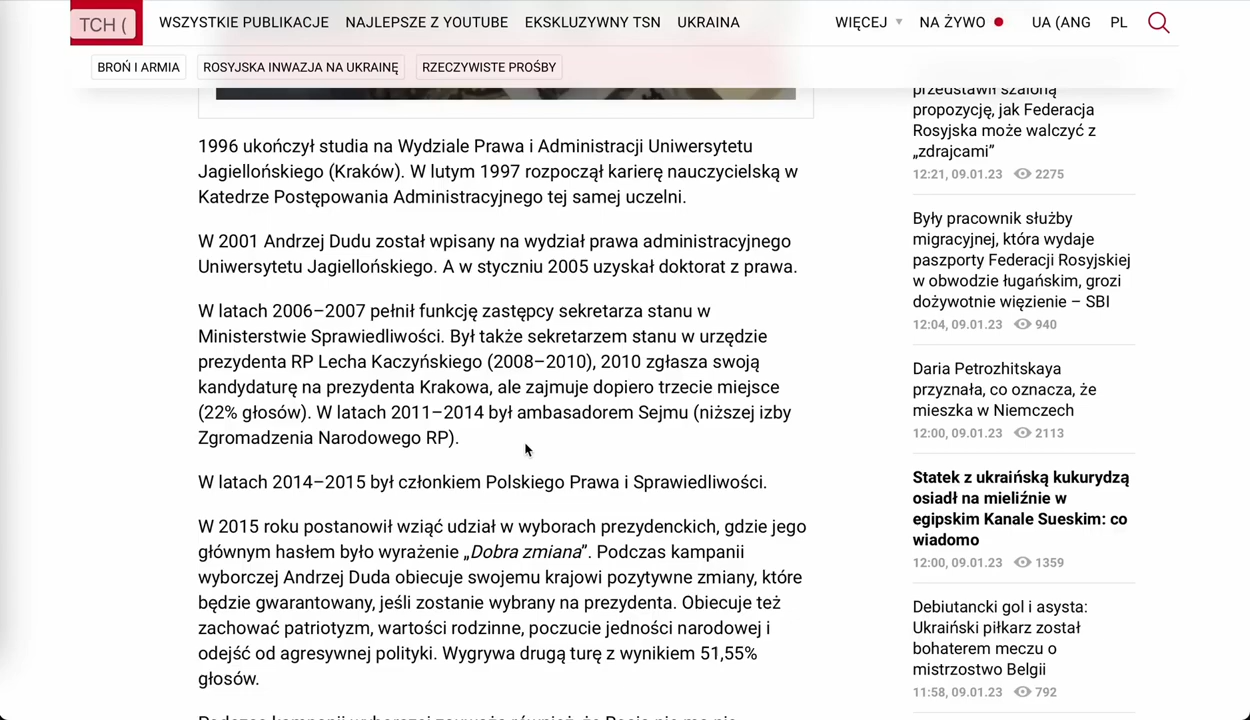 TCH (
WSZYSTKIE PUBLIKACJE NAJLEPSZE Z YOUTUBE EKSKLUZYWNY TSN UKRAINA WIĘCEJ NA ŻYWO UA (ANG PL
BROŃ I ARMIA ROSYJSKA INWAZJA NA UKRAINĘ RZECZYWISTE PROŚBY
1996 ukończył studia na Wydziale Prawa i Administracji Uniwersytetu
Jagiellońskiego (Kraków). W lutym 1997 rozpoczął karierę nauczycielską w
Katedrze Postępowania Administracyjnego tej samej uczelni.
W 2001 Andrzej Dudu został wpisany na wydział prawa administracyjnego
Uniwersytetu Jagiellońskiego. A w styczniu 2005 uzyskał doktorat z prawa.
W latach 2006–2007 pełnił funkcję zastępcy sekretarza stanu w
Ministerstwie Sprawiedliwości. Był także sekretarzem stanu w urzędzie
prezydenta RP Lecha Kaczyńskiego (2008–2010), 2010 zgłasza swoją
kandydaturę na prezydenta Krakowa, ale zajmuje dopiero trzecie miejsce
(22% głosów). W latach 2011–2014 był ambasadorem Sejmu (niższej izby
Zgromadzenia Narodowego RP).
W latach 2014–2015 był członkiem Polskiego Prawa i Sprawiedliwości.
W 2015 roku postanowił wziąć udział w wyborach prezydenckich, gdzie jego
głównym hasłem było wyrażenie „Dobra zmiana”. Podczas kampanii
wyborczej Andrzej Duda obiecuje swojemu krajowi pozytywne zmiany, które
będzie gwarantowany, jeśli zostanie wybrany na prezydenta. Obiecuje też
zachować patriotyzm, wartości rodzinne, poczucie jedności narodowej i
odejść od agresywnej polityki. Wygrywa drugą turę z wynikiem 51,55%
głosów.
przedstawił szaloną
propozycję, jak Federacja
Rosyjska może walczyć z
„zdrajcami”
12:21, 09.01.23 2275
Były pracownik służby
migracyjnej, która wydaje
paszporty Federacji Rosyjskiej
w obwodzie ługańskim, grozi
dożywotnie więzienie – SBI
12:04, 09.01.23 940
Daria Petrozhitskaya
przyznała, co oznacza, że
mieszka w Niemczech
12:00, 09.01.23 2113
Statek z ukraińską kukurydzą
osiadł na mieliźnie w
egipskim Kanale Sueskim: co
wiadomo
12:00, 09.01.23 1359
Debiutancki gol i asysta:
Ukraiński piłkarz został
bohaterem meczu o
mistrzostwo Belgii
11:58, 09.01.23 792